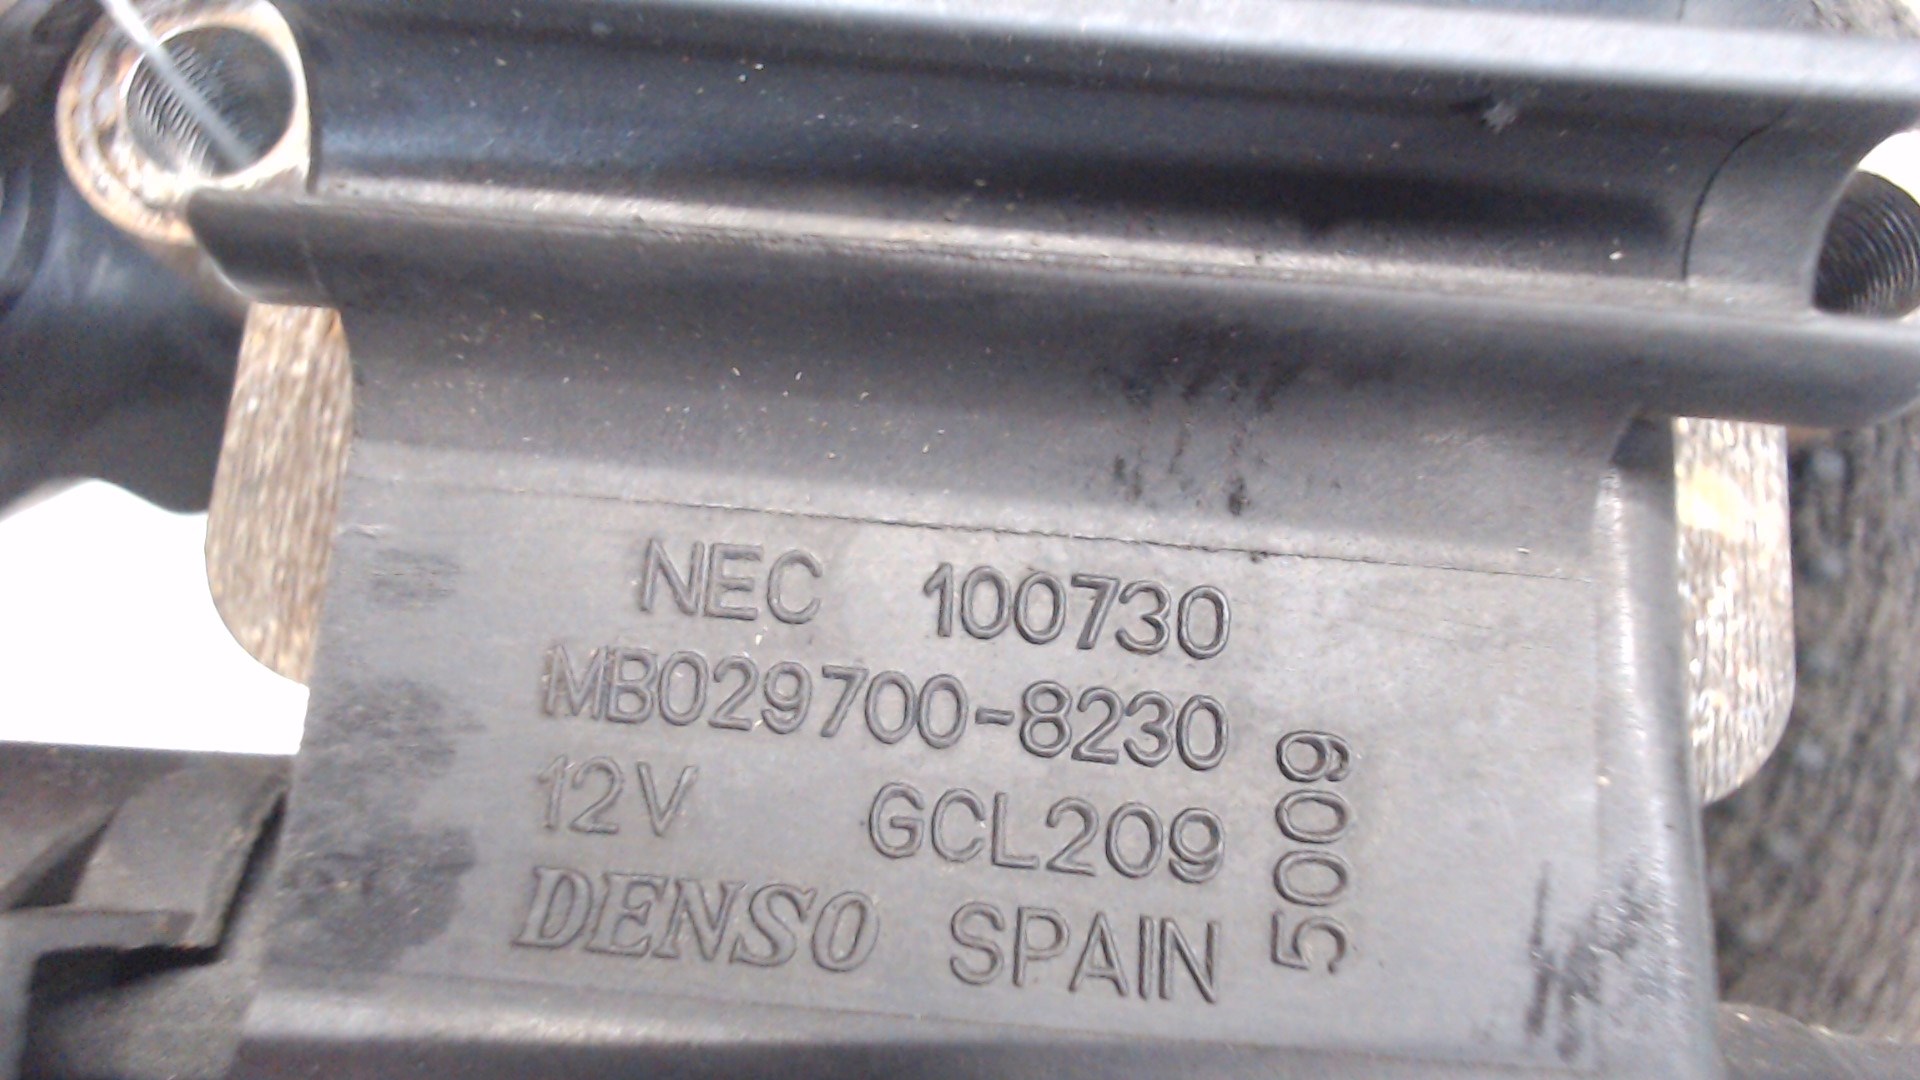 NEC 100730
MB029700-8230
12V GCL209
DENSO SPAIN
5009